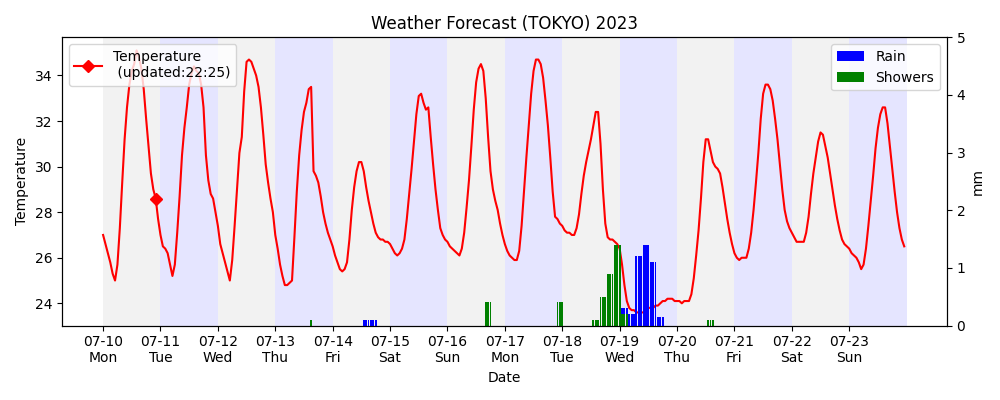 Weather Forecast (TOKYO) 2023
Temperature
(updated:22:25)
Rain
Showers
Temperature
34
32
30
28
26
24
5
4
3
2
1
0
mm
07-10 07-11 07-12 07-13 07-14 07-15 07-16 07-17 07-18 07-19 07-20 07-21 07-22 07-23
Mon Tue Wed Thu Fri Sat Sun Mon Tue Wed Thu Fri Sat Sun
Date